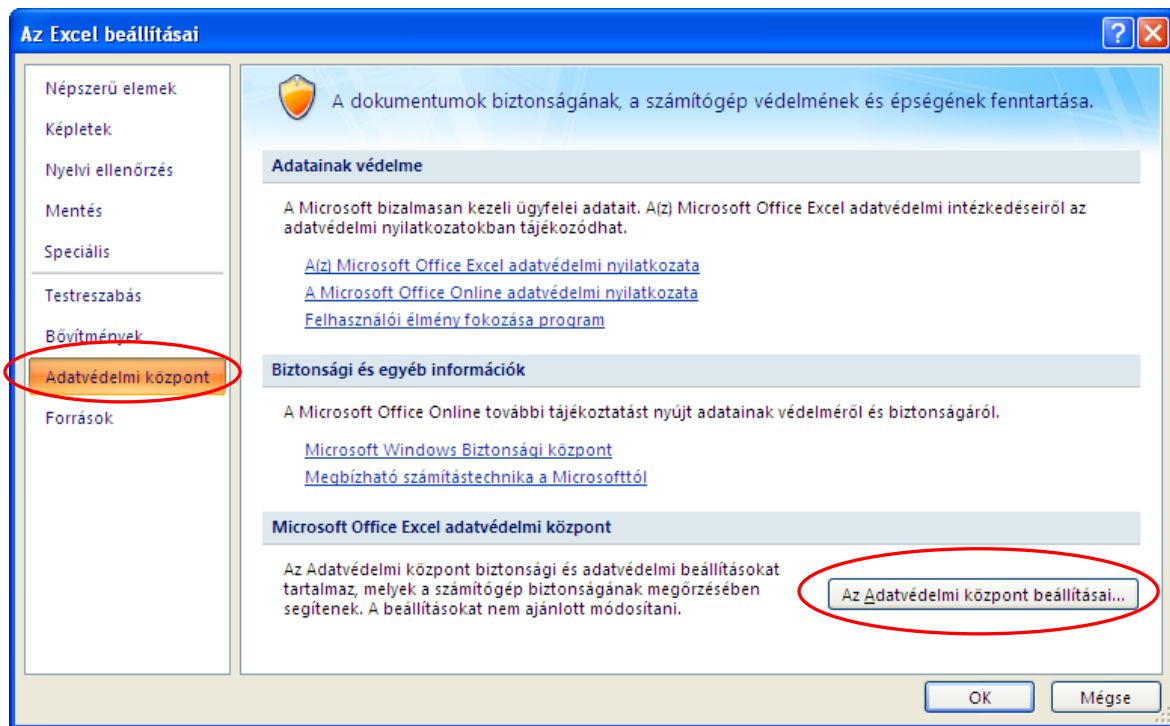 Az Excel beállításai
Népszerű elemek
Képletek
Nyelvi ellenőrzés
Mentés
Speciális
Testreszabás
Bővítmények
Adatvédelmi központ
Források
A dokumentumok biztonságának, a számítógép védelmének és épségének fenntartása.
Adatainak védelme
A Microsoft bizalmasan kezeli ügyfelei adatait. A(z) Microsoft Office Excel adatvédelmi intézkedéseiről az
adatvédelmi nyilatkozatokban tájékozódhat.
A(z) Microsoft Office Excel adatvédelmi nyilatkozata
A Microsoft Office Online adatvédelmi nyilatkozata
Felhasználói élmény fokozása program
Biztonsági és egyéb információk
A Microsoft Office Online további tájékoztatást nyújt adatainak védelméről és biztonságáról.
Microsoft Windows Biztonsági központ
Megbízható számítástechnika a Microsofttól
Microsoft Office Excel adatvédelmi központ
Az Adatvédelmi központ biztonsági és adatvédelmi beállításokat
tartalmaz, melyek a számítógép biztonságának megőrzésében
segítenek. A beállításokat nem ajánlott módosítani.
Az Adatvédelmi központ beállításai...
OK
Mégse